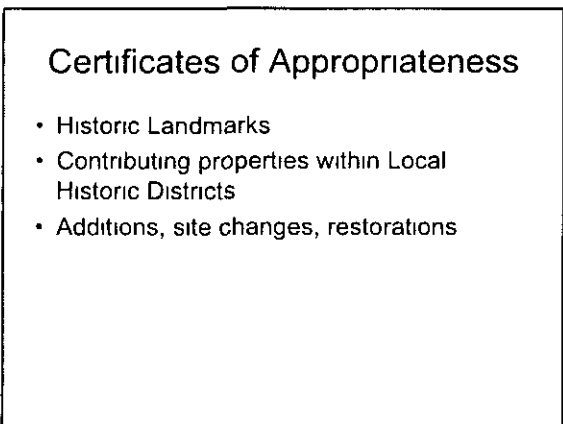 Certificates of Appropriateness
• Historic Landmarks
• Contributing properties within Local
Historic Districts
• Additions, site changes, restorations